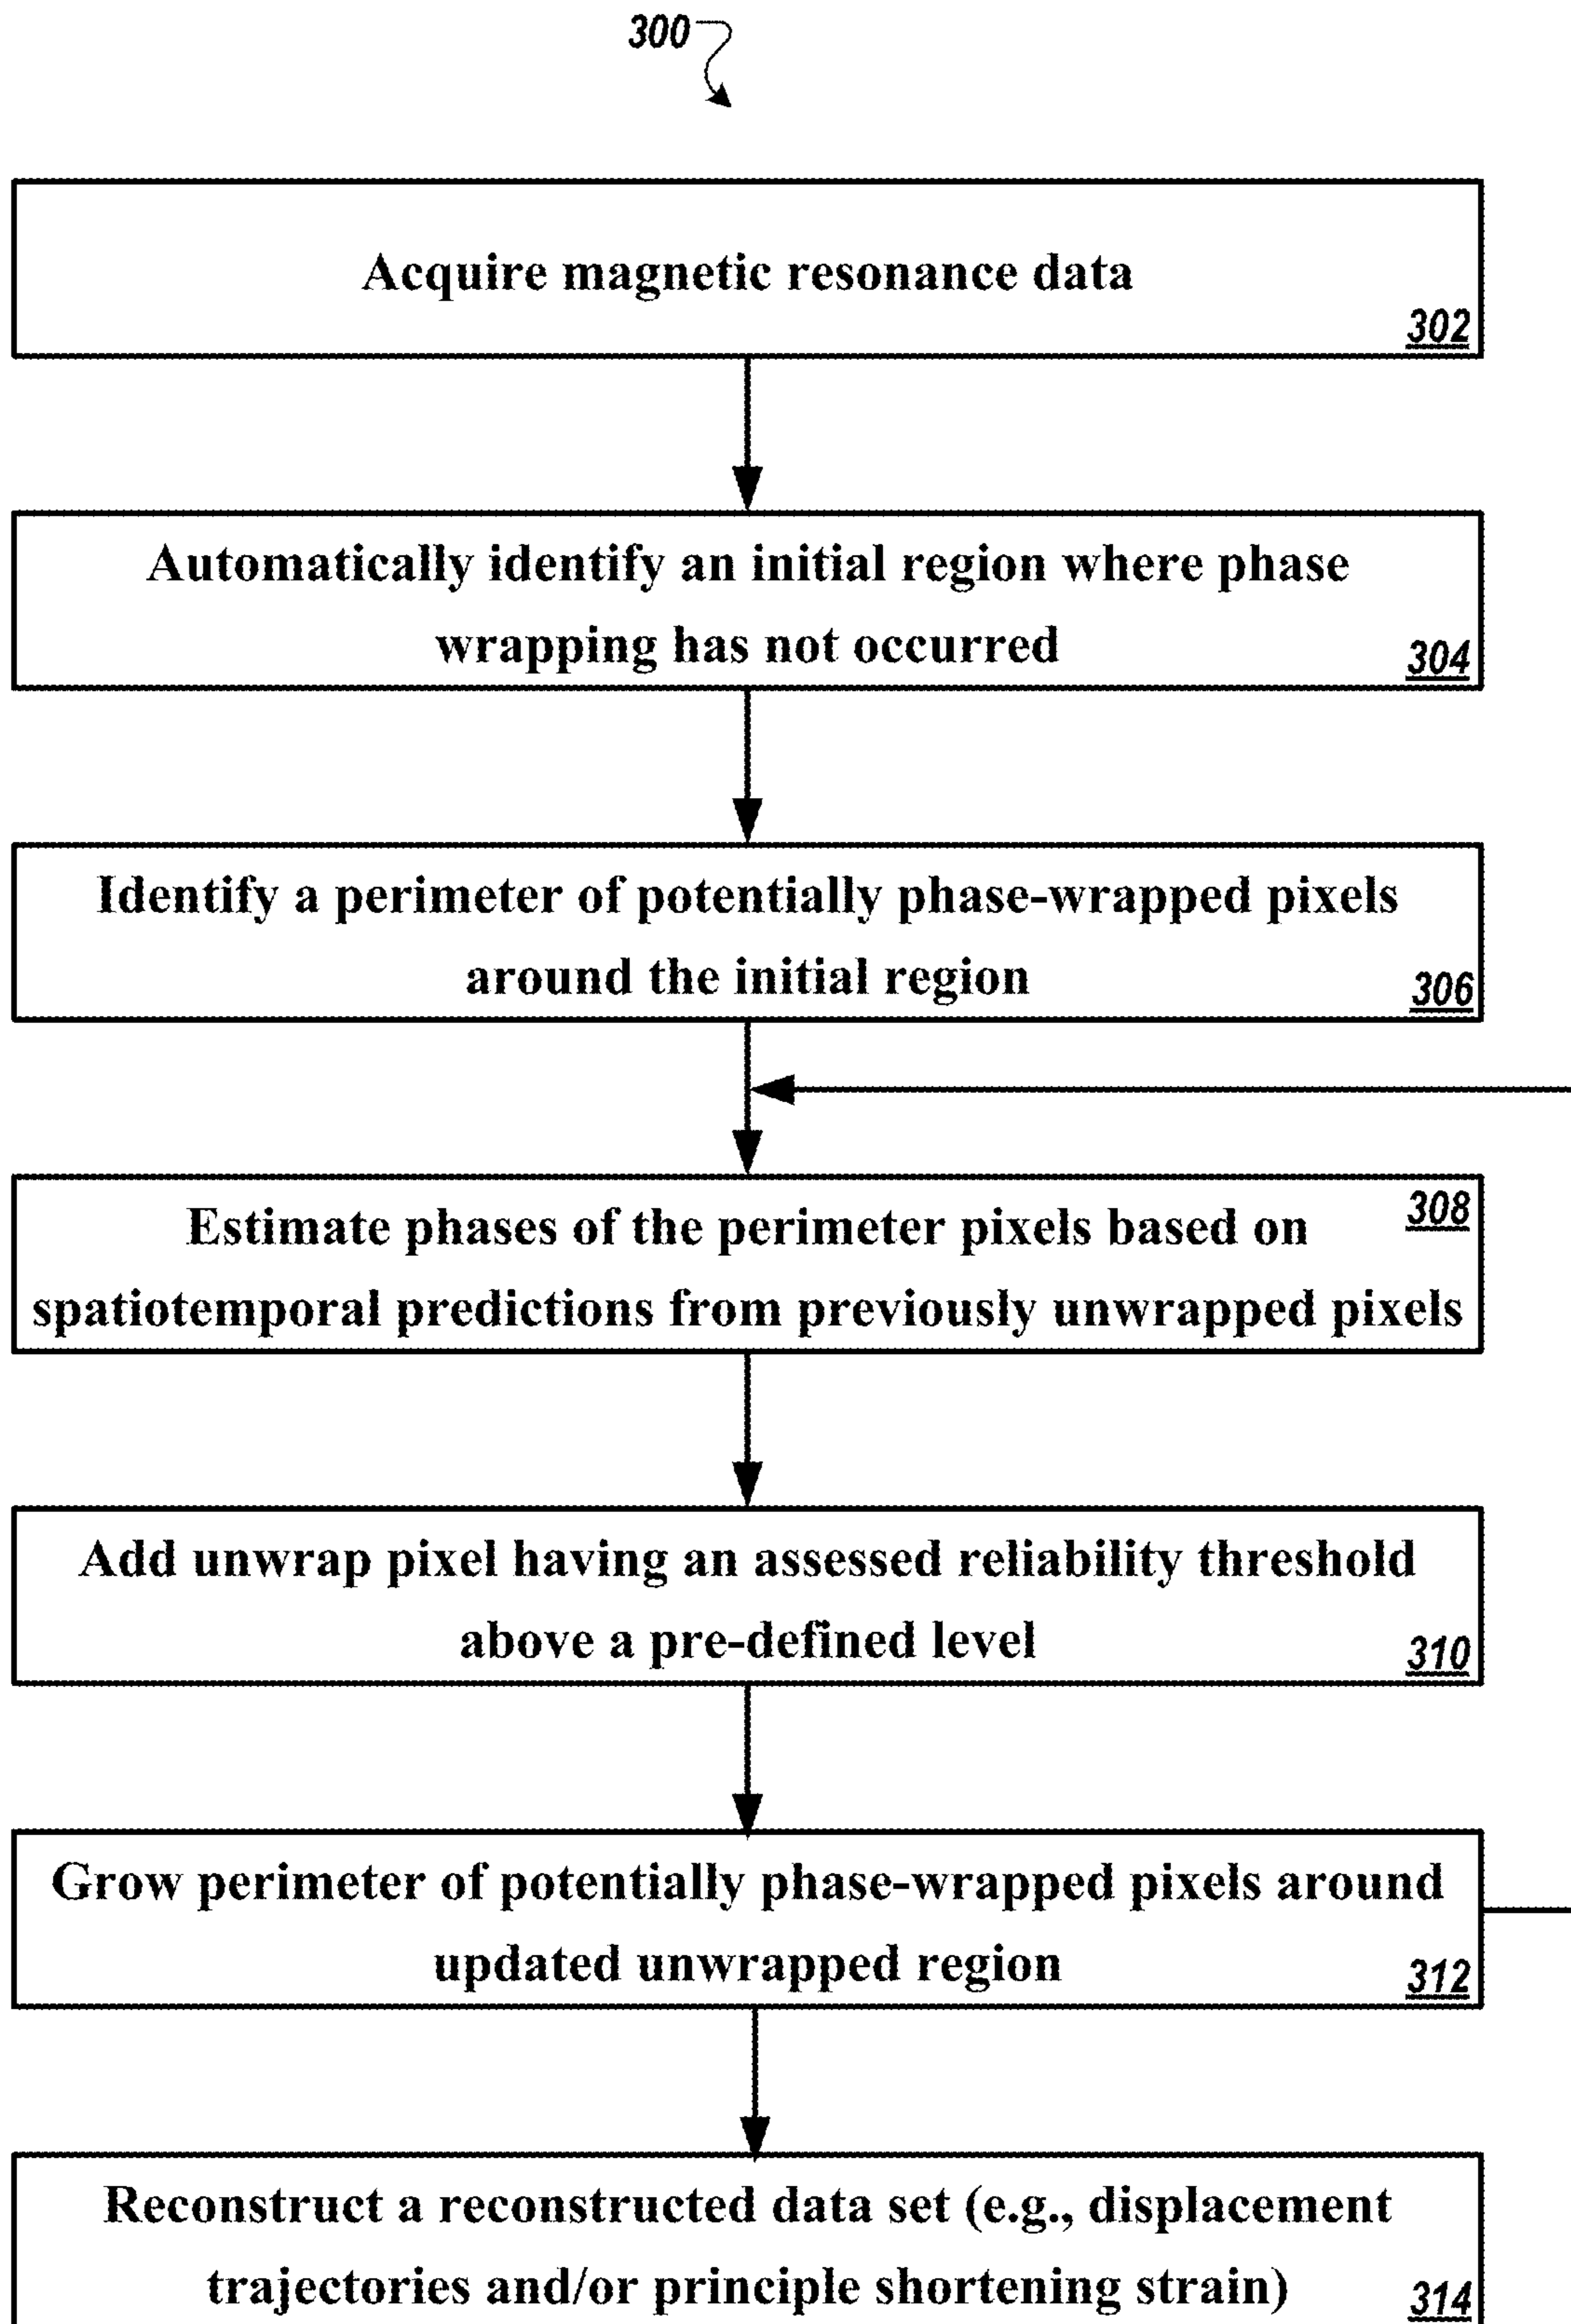 300
Acquire magnetic resonance data
302
Automatically identify an initial region where phase
wrapping has not occurred
304
Identify a perimeter of potentially phase-wrapped pixels
around the initial region
306
308
Estimate phases of the perimeter pixels based on
spatiotemporal predictions from previously unwrapped pixels
Add unwrap pixel having an assessed reliability threshold
above a pre-defined level
310
Grow perimeter of potentially phase-wrapped pixels around
updated unwrapped region
312
Reconstruct a reconstructed data set (e.g., displacement
trajectories and/or principle shortening strain)
314